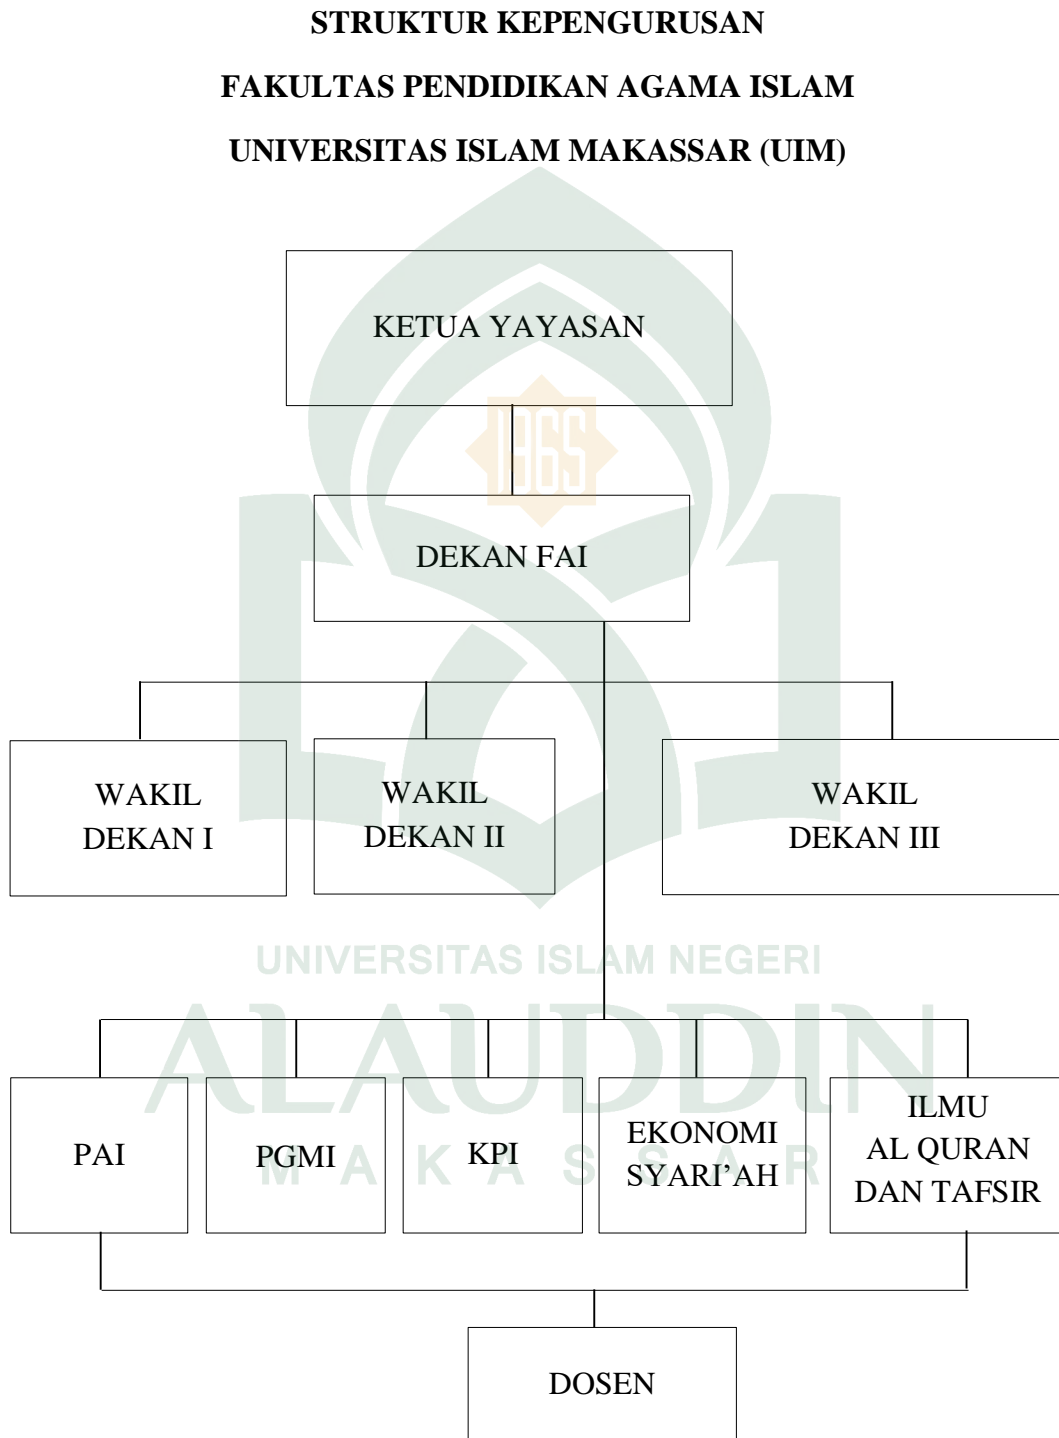 STRUKTUR KEPENGURUSAN
FAKULTAS PENDIDIKAN AGAMA ISLAM
UNIVERSITAS ISLAM MAKASSAR (UIM)
KETUA YAYASAN
1965
DEKAN FAI
WAKIL
DEKAN I
WAKIL
DEKAN II
WAKIL
DEKAN III
UNIVERSITAS ISLAM NEGERI
ALAUDDIN
MAKASSAR
PAI
PGMI
KPI
EKONOMI
SYARI’AH
ILMU
AL QURAN
DAN TAFSIR
DOSEN